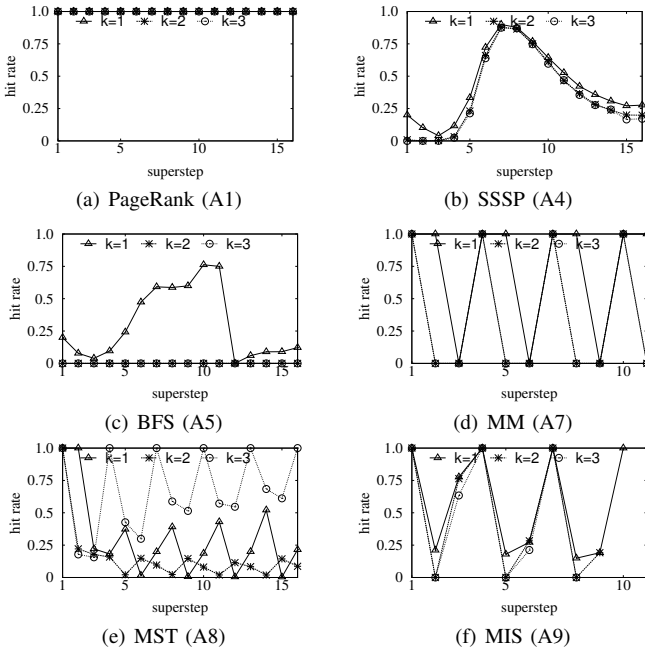 1.0
0.75
0.5
0.25
0
hit rate
k=1 k=2 k=3
1 5 10 15
superstep
(a) PageRank (A1)
1.0
0.75
0.5
0.25
0
hit rate
k=1 k=2 k=3
1 5 10 15
superstep
(b) SSSP (A4)
1.0
0.75
0.5
0.25
0
hit rate
k=1 k=2 k=3
1 5 10 15
superstep
(c) BFS (A5)
1.0
0.75
0.5
0.25
0
hit rate
k=1 k=2 k=3
1 5 10
superstep
(d) MM (A7)
1.0
0.75
0.5
0.25
0
hit rate
k=1 k=2 k=3
1 5 10 15
superstep
(e) MST (A8)
1.0
0.75
0.5
0.25
0
hit rate
k=1 k=2 k=3
1 5 10
superstep
(f) MIS (A9)